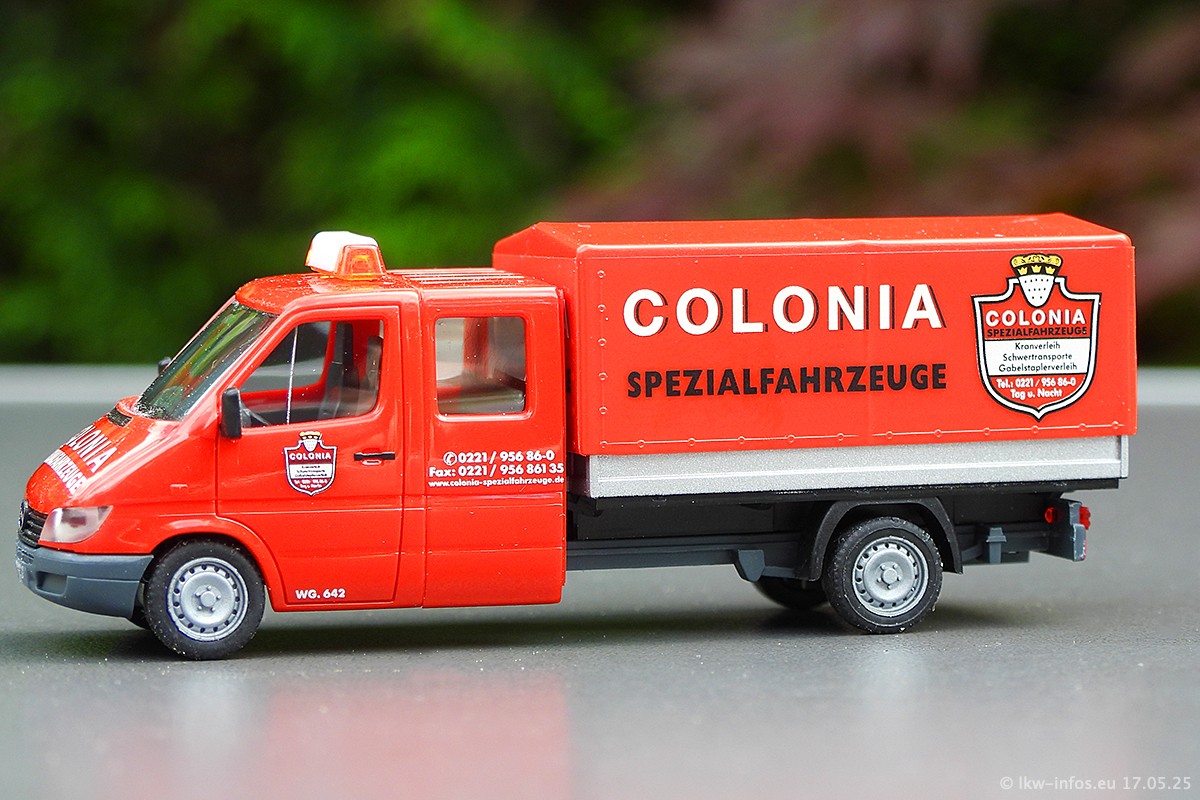 COLONIA
SPEZIALFAHRZEUGE
COLONIA
SPEZIALFAHRZEUGE
Kranverleih
Schwertransporte
Gabelstaplerverleih
Tel.: 0221 / 956 86-0
Tag u. Nacht
COLONIA
✆ 0221 / 956 86-0
Fax: 0221 / 956 861 35
www.colonia-spezialfahrzeuge.de
WG. 642
© lkw-infos.eu 17.05.25